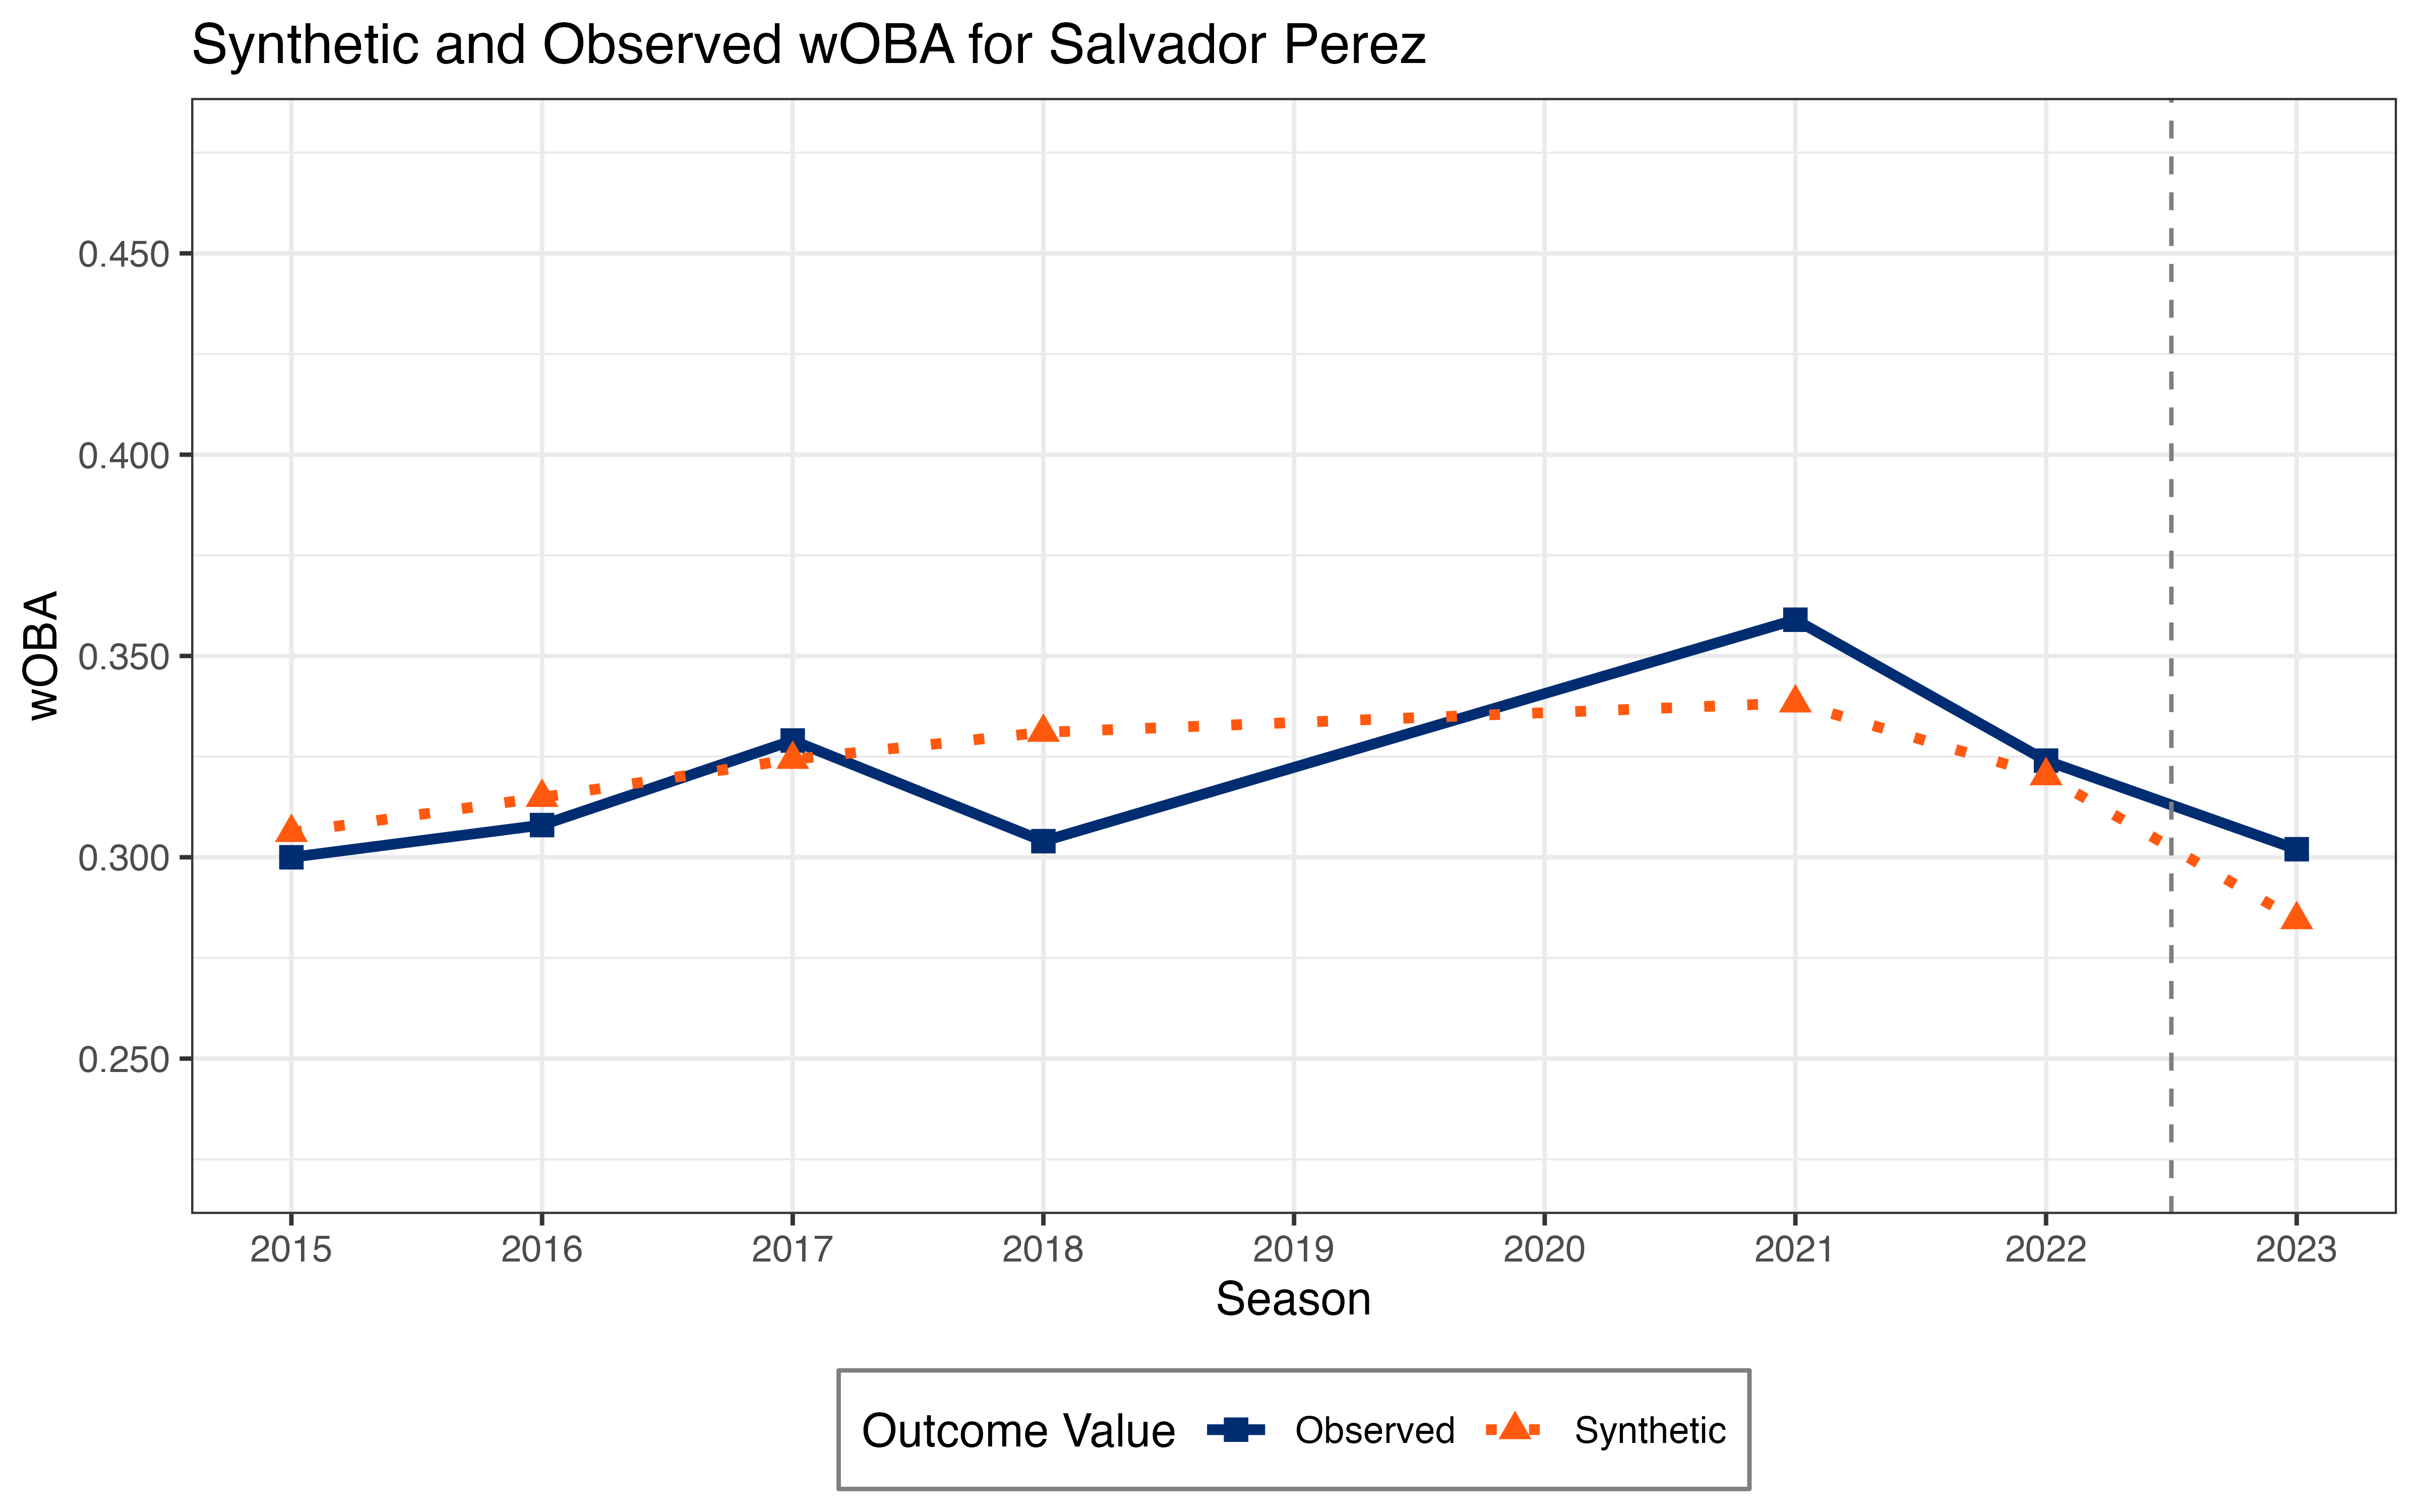 Synthetic and Observed wOBA for Salvador Perez
wOBA
0.450
0.400
0.350
0.300
0.250
2015 2016 2017 2018 2019 2020 2021 2022 2023
Season
Outcome Value Observed Synthetic